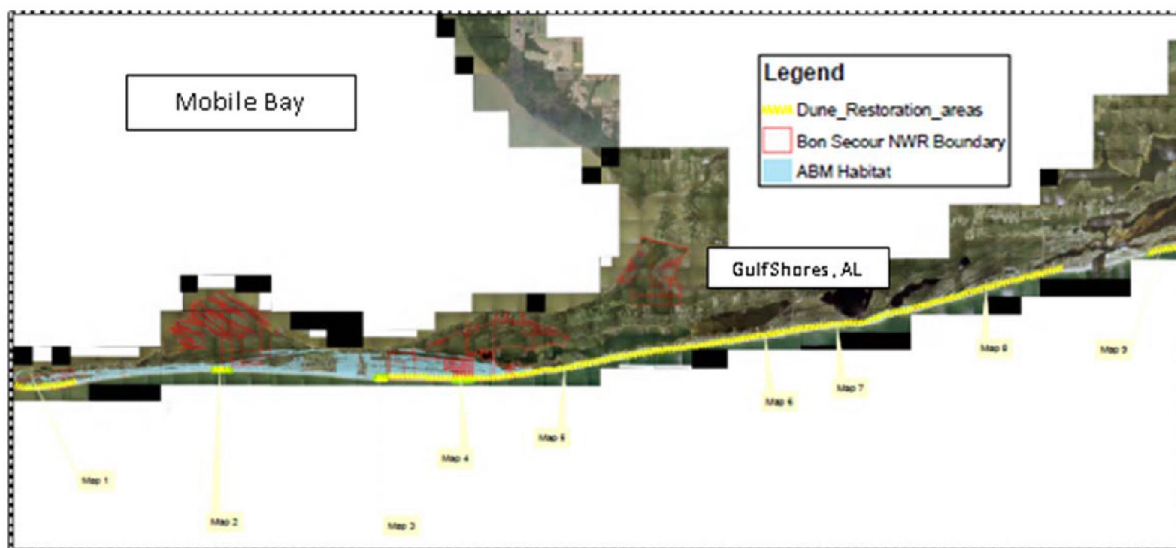 Mobile Bay
Legend
Dune_Restoration_areas
Bon Secour NWR Boundary
ABM Habitat
GulfShores, AL
Map 1
Map 2
Map 3
Map 4
Map 5
Map 6
Map 7
Map 8
Map 9